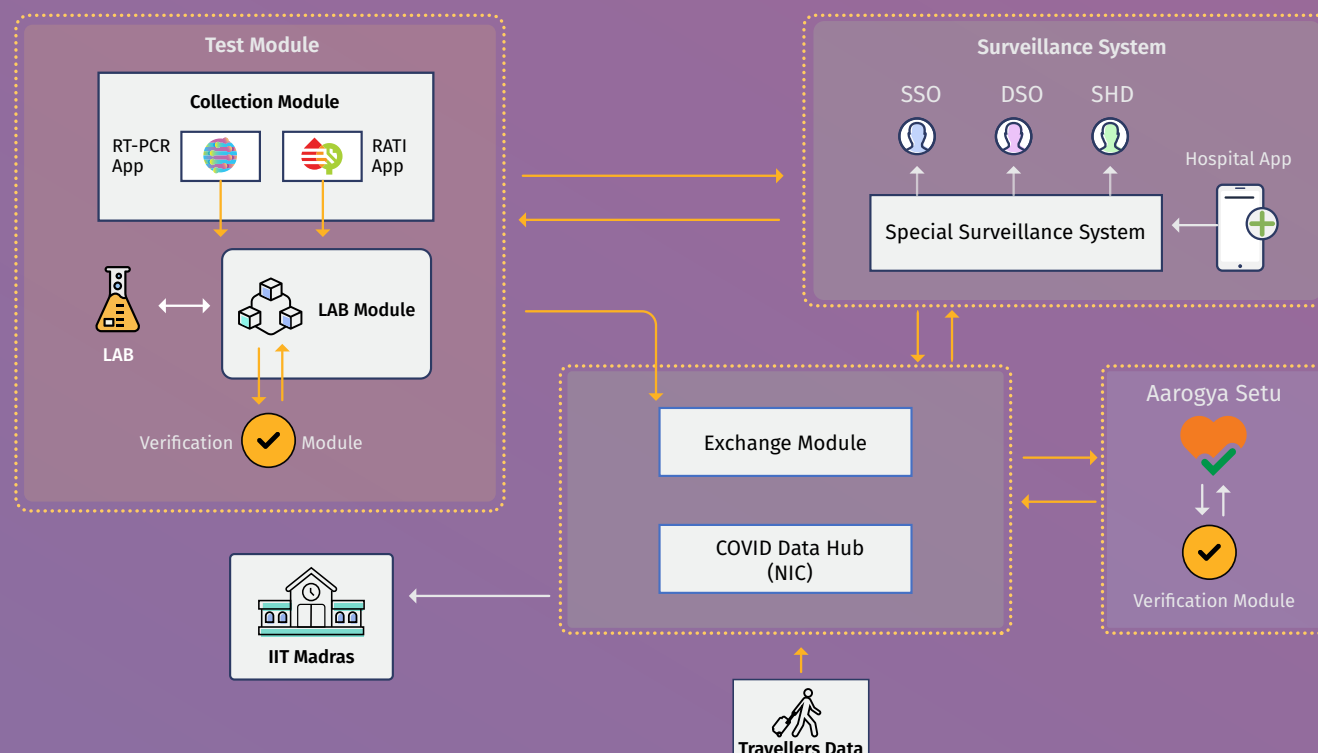 Test Module
Collection Module
RT-PCR
App
RATI
App
LAB
LAB Module
Verification
Module
Surveillance System
SSO
DSO
SHD
Hospital App
Special Surveillance System
Exchange Module
COVID Data Hub
(NIC)
Aarogya Setu
Verification Module
IIT Madras
Travellers Data